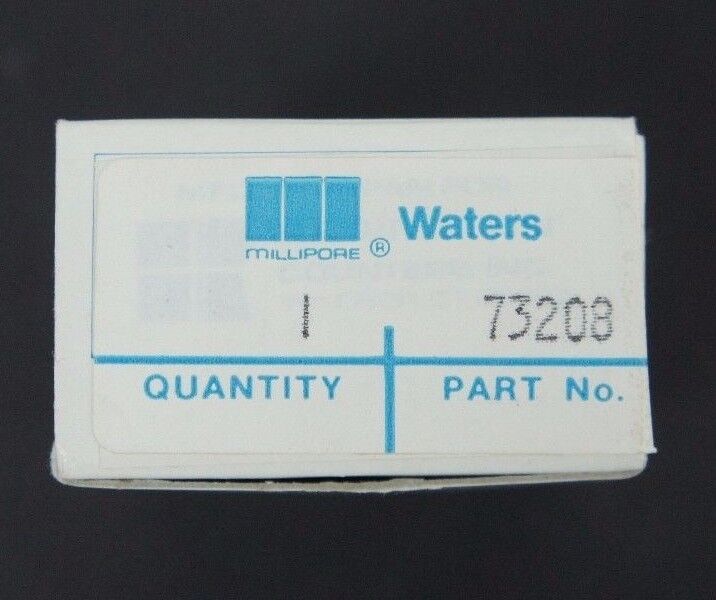 MILLIPORE ® Waters
1 73208
QUANTITY PART No.